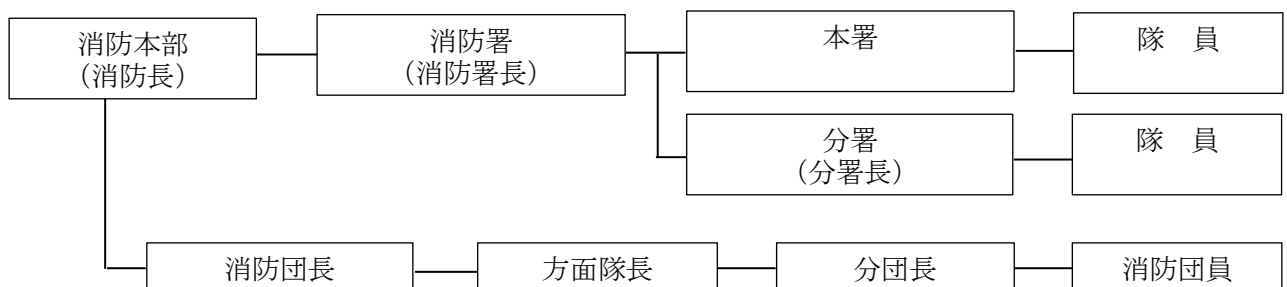 消防本部
(消防長)
消防署
(消防署長)
本署
隊　員
分署
(分署長)
隊　員
消防団長
方面隊長
分団長
消防団員